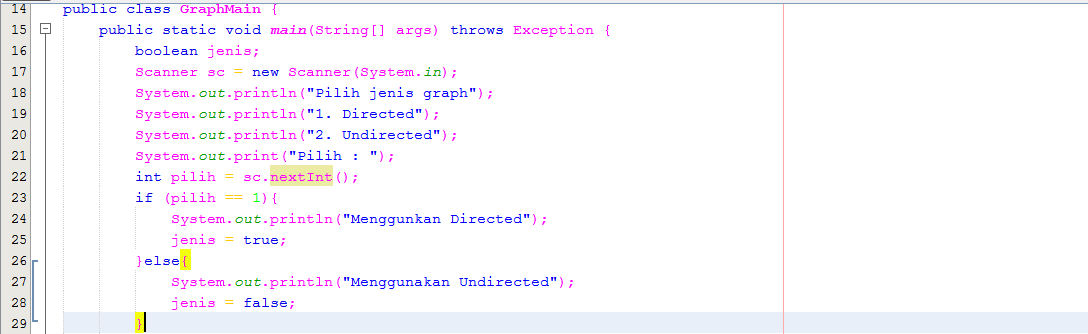 14 public class GraphMain {
15 public static void main(String[] args) throws Exception {
16 boolean jenis;
17 Scanner sc = new Scanner(System.in);
18 System.out.println("Pilih jenis graph");
19 System.out.println("1. Directed");
20 System.out.println("2. Undirected");
21 System.out.print("Pilih : ");
22 int pilih = sc.nextInt();
23 if (pilih == 1){
24 System.out.println("Menggunkan Directed");
25 jenis = true;
26 }else{
27 System.out.println("Menggunakan Undirected");
28 jenis = false;
29 }